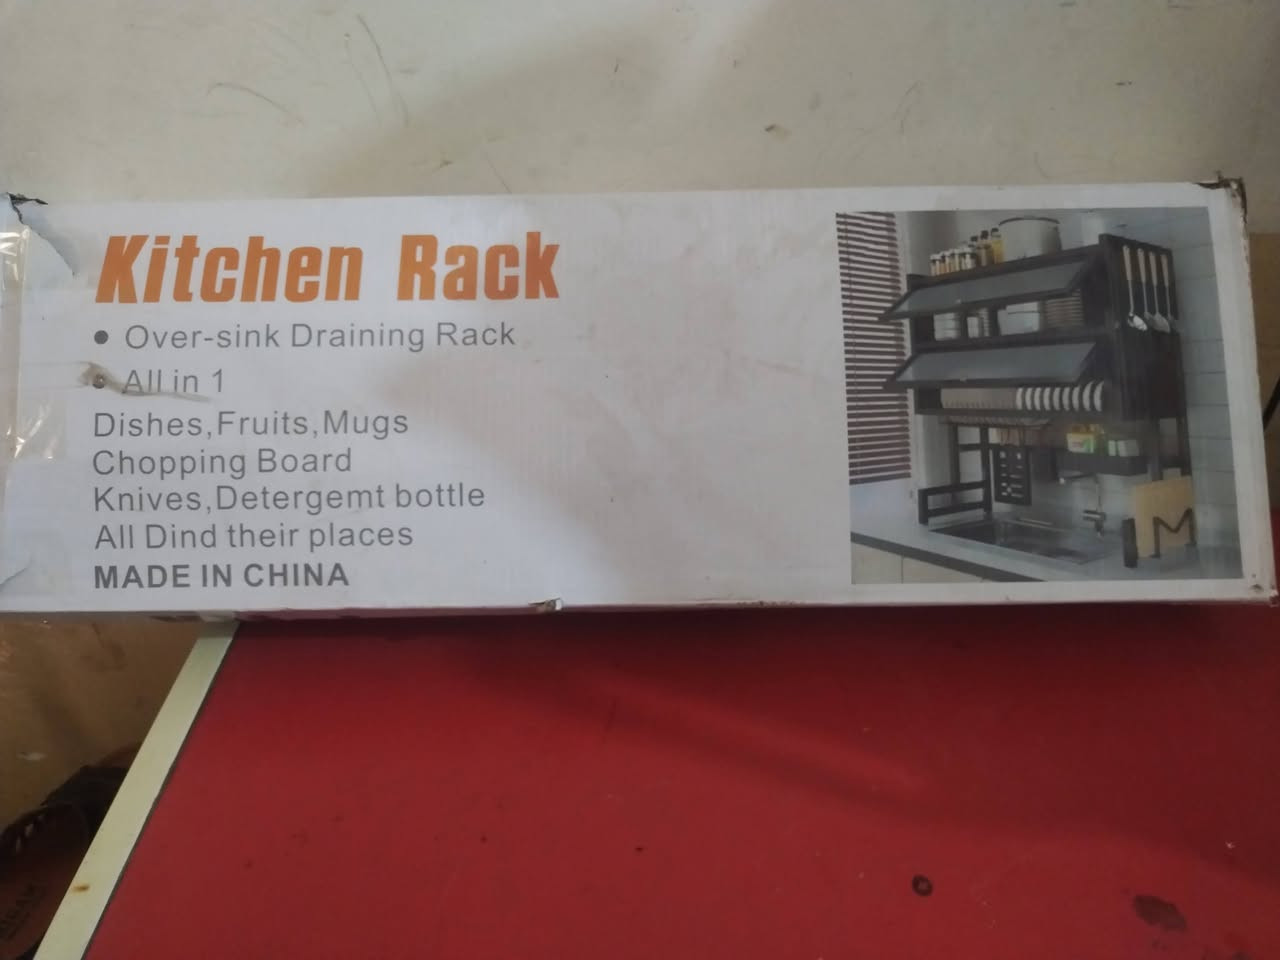 Kitchen Rack
• Over-sink Draining Rack
• All in 1
Dishes,Fruits,Mugs
Chopping Board
Knives,Detergemt bottle
All Dind their places
MADE IN CHINA